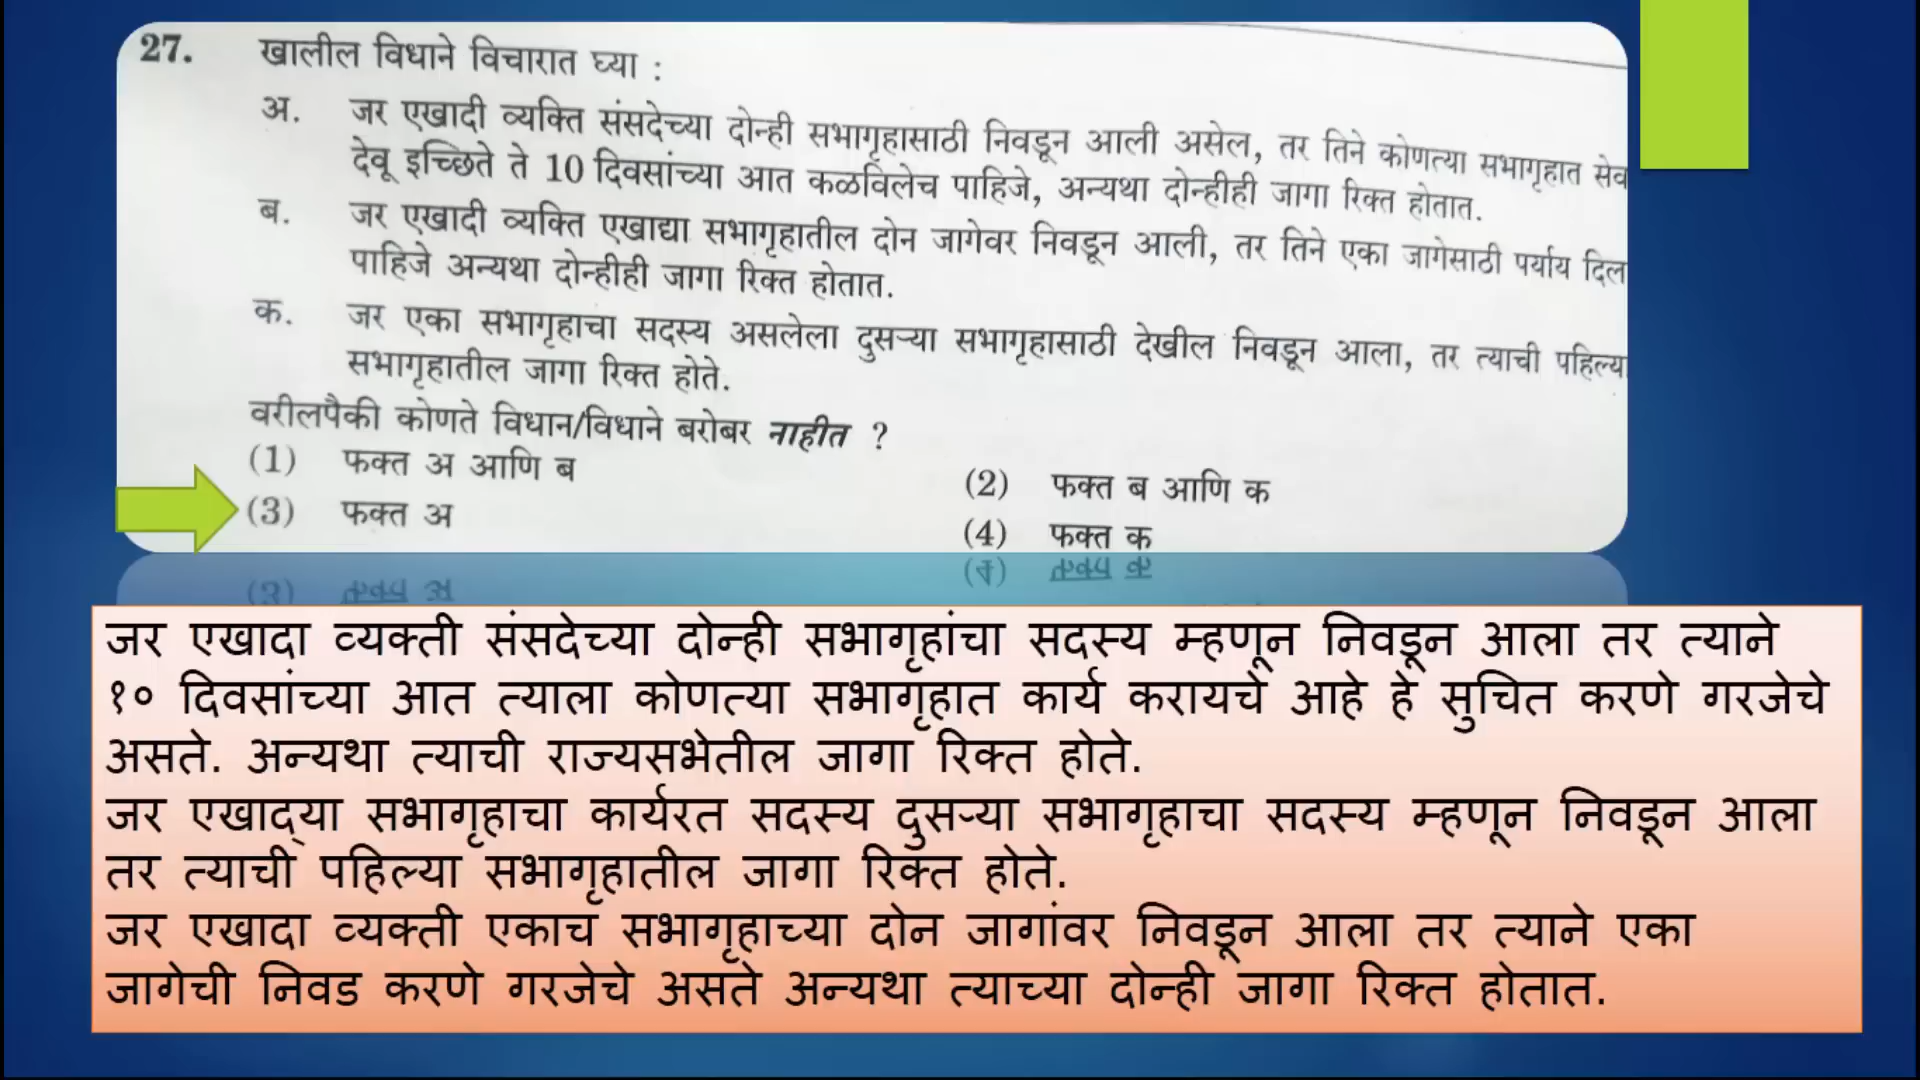 27. खालील विधाने विचारात घ्या :
अ. जर एखादी व्यक्ति संसदेच्या दोन्ही सभागृहासाठी निवडून आली असेल, तर तिने कोणत्या सभागृहात सेव
देवू इच्छिते ते 10 दिवसांच्या आत कळविलेच पाहिजे, अन्यथा दोन्हीही जागा रिक्त होतात.
ब. जर एखादी व्यक्ति एखाद्या सभागृहातील दोन जागेवर निवडून आली, तर तिने एका जागेसाठी पर्याय दिल
पाहिजे अन्यथा दोन्हीही जागा रिक्त होतात.
क. जर एका सभागृहाचा सदस्य असलेला दुसऱ्या सभागृहासाठी देखील निवडून आला, तर त्याची पहिल्या
सभागृहातील जागा रिक्त होते.
वरीलपैकी कोणते विधान/विधाने बरोबर नाहीत ?
(1) फक्त अ आणि ब
(2) फक्त ब आणि क
(3) फक्त अ
(4) फक्त क
जर एखादा व्यक्ती संसदेच्या दोन्ही सभागृहांचा सदस्य म्हणून निवडून आला तर त्याने
१० दिवसांच्या आत त्याला कोणत्या सभागृहात कार्य करायचे आहे हे सुचित करणे गरजेचे
असते. अन्यथा त्याची राज्यसभेतील जागा रिक्त होते.
जर एखाद्‌या सभागृहाचा कार्यरत सदस्य दुसऱ्या सभागृहाचा सदस्य म्हणून निवडून आला
तर त्याची पहिल्या सभागृहातील जागा रिक्त होते.
जर एखादा व्यक्ती एकाच सभागृहाच्या दोन जागांवर निवडून आला तर त्याने एका
जागेची निवड करणे गरजेचे असते अन्यथा त्याच्या दोन्ही जागा रिक्त होतात.